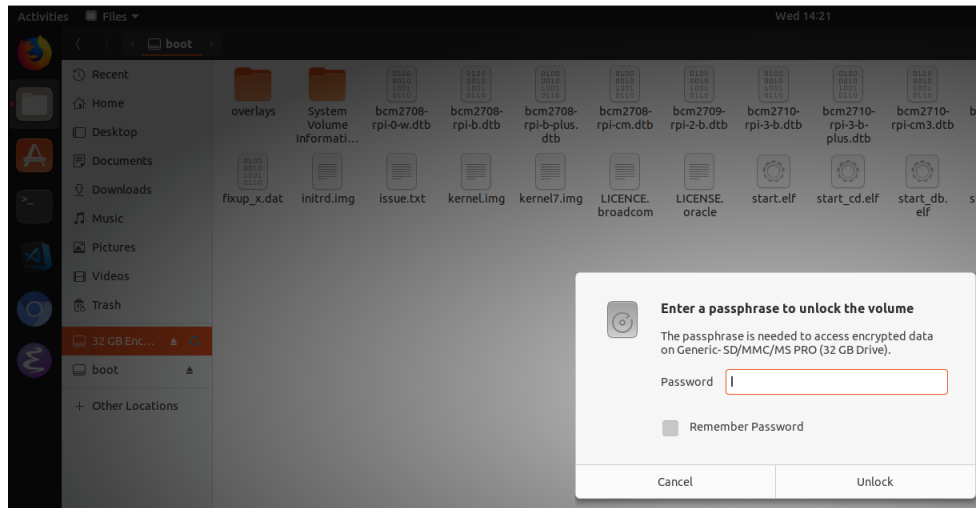 Activities
Files
Wed 14:21
boot
Recent
Home
Desktop
Documents
Downloads
Music
Pictures
Videos
Trash
32 GB Enc...
boot
+ Other Locations
overlays
System
Volume
Informati...
bcm2708-
rpi-0-w.dtb
bcm2708-
rpi-b.dtb
bcm2708-
rpi-b-plus.
dtb
bcm2708-
rpi-cm.dtb
bcm2709-
rpi-2-b.dtb
bcm2710-
rpi-3-b.dtb
bcm2710-
rpi-3-b-
plus.dtb
bcm2710-
rpi-cm3.dtb
fixup_x.dat
initrd.img
issue.txt
kernel.img
kernel7.img
LICENCE.
broadcom
LICENSE.
oracle
start.elf
start_cd.elf
start_db.
elf
Enter a passphrase to unlock the volume
The passphrase is needed to access encrypted data
on Generic- SD/MMC/MS PRO (32 GB Drive).
Password
Remember Password
Cancel
Unlock